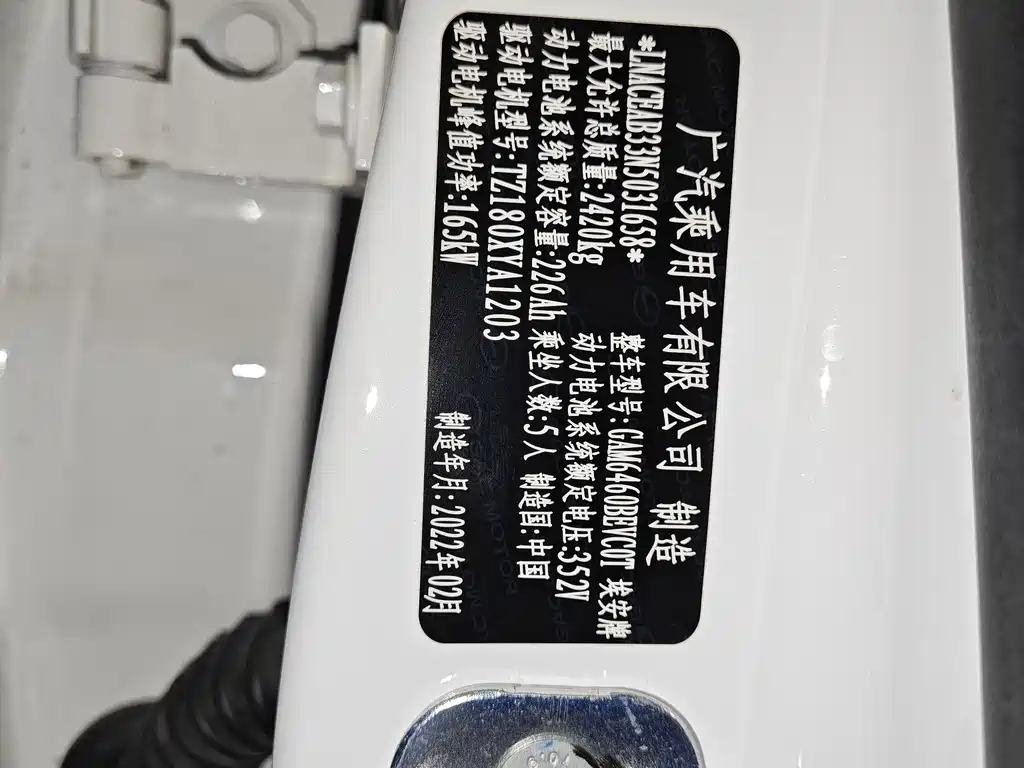 广汽乘用车有限公司 制造
*LNACEAB33N5031658* 整车型号:GAM6460BEVC0T 埃安牌
最大允许总质量:2420kg 动力电池系统额定电压:352V
动力电池系统额定容量:226Ah 乘坐人数:5人 制造国:中国
驱动电机型号:TZ180XYA1203
驱动电机峰值功率:165kW 制造年月:2022年02月